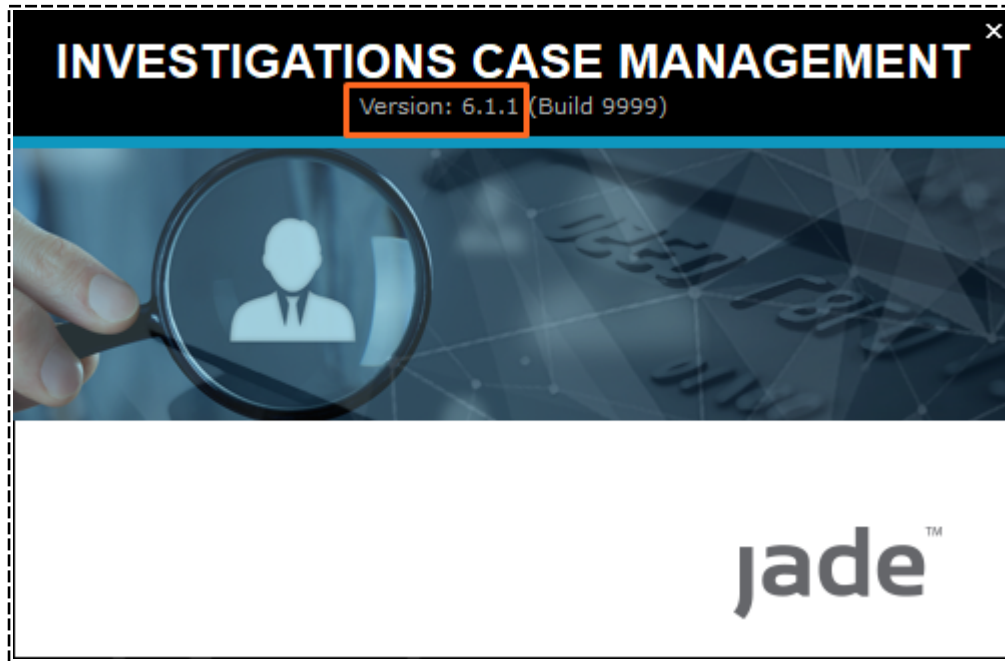 INVESTIGATIONS CASE MANAGEMENT
Version: 6.1.1 (Build 9999)
jade™